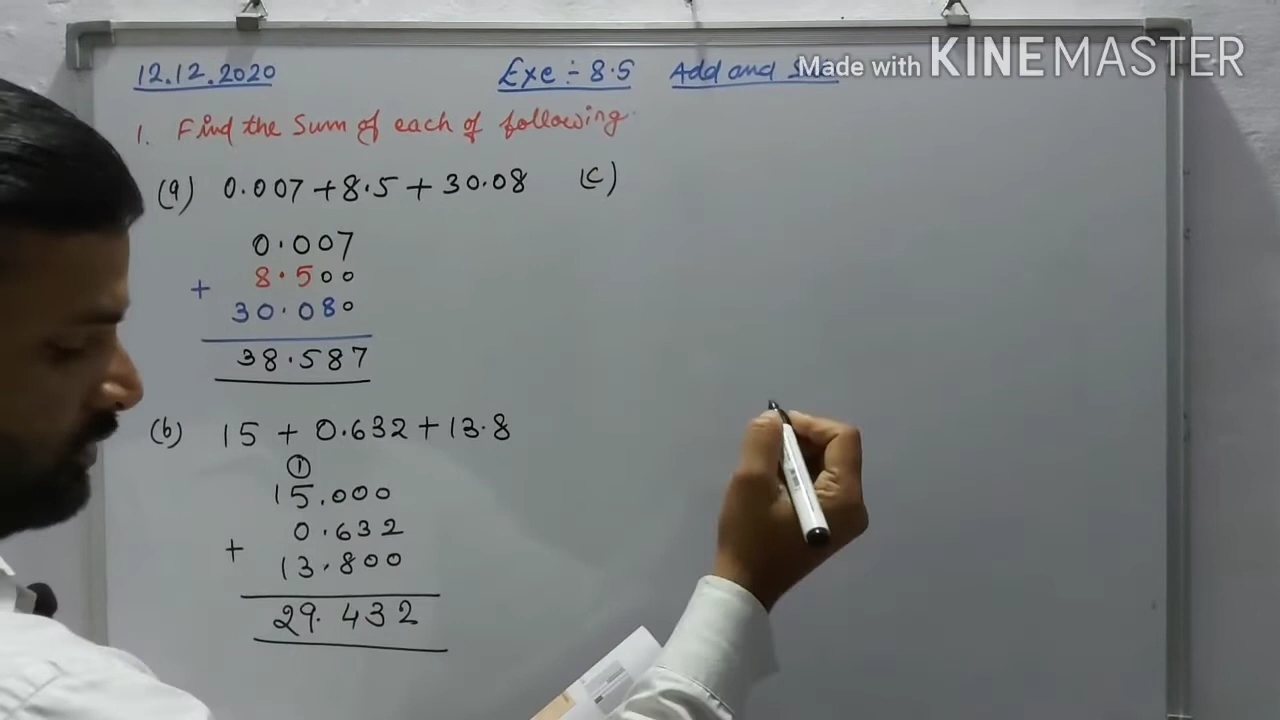 12.12.2020 Exe ÷ 8.5 Add and
Made with KINEMASTER
1. Find the Sum of each of following
(a) 0.007 + 8.5 + 30.08 (c)
0.007
8.500
+
30.080
38.587
(b) 15 + 0.632 + 13.8
1
15.000
0.632
+
13.800
29.432